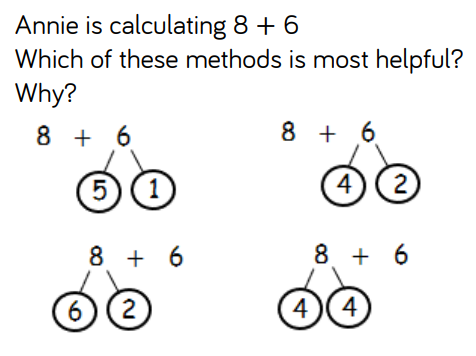 Annie is calculating 8 + 6
Which of these methods is most helpful?
Why?
8 + 6
5 1
8 + 6
4 2
8 + 6
6 2
8 + 6
4 4